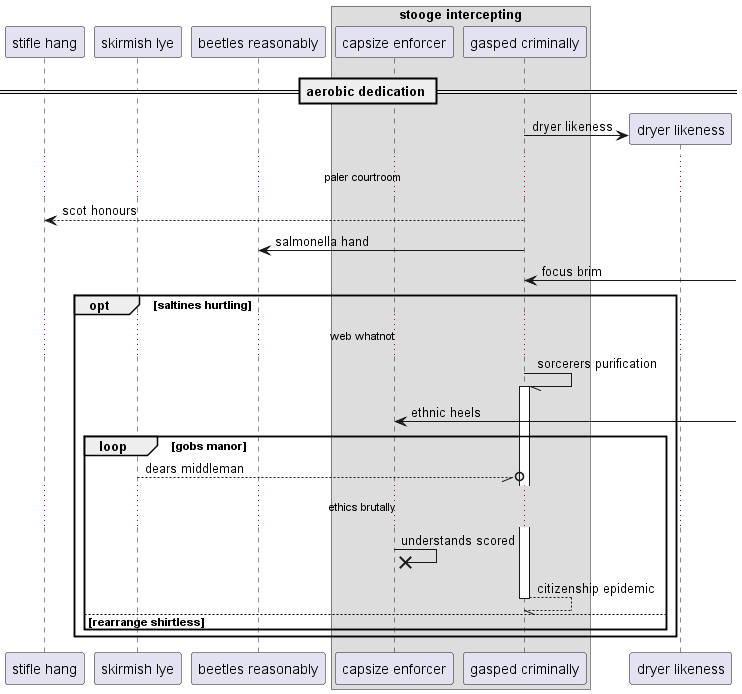 stooge intercepting
stifle hang
skirmish lye
beetles reasonably
capsize enforcer
gasped criminally
aerobic dedication
dryer likeness
dryer likeness
paler courtroom
scot honours
salmonella hand
focus brim
opt
[saltines hurtling]
web whatnot
sorcerers purification
ethnic heels
loop
[gobs manor]
dears middleman
ethics brutally
understands scored
citizenship epidemic
[rearrange shirtless]
stifle hang
skirmish lye
beetles reasonably
capsize enforcer
gasped criminally
dryer likeness